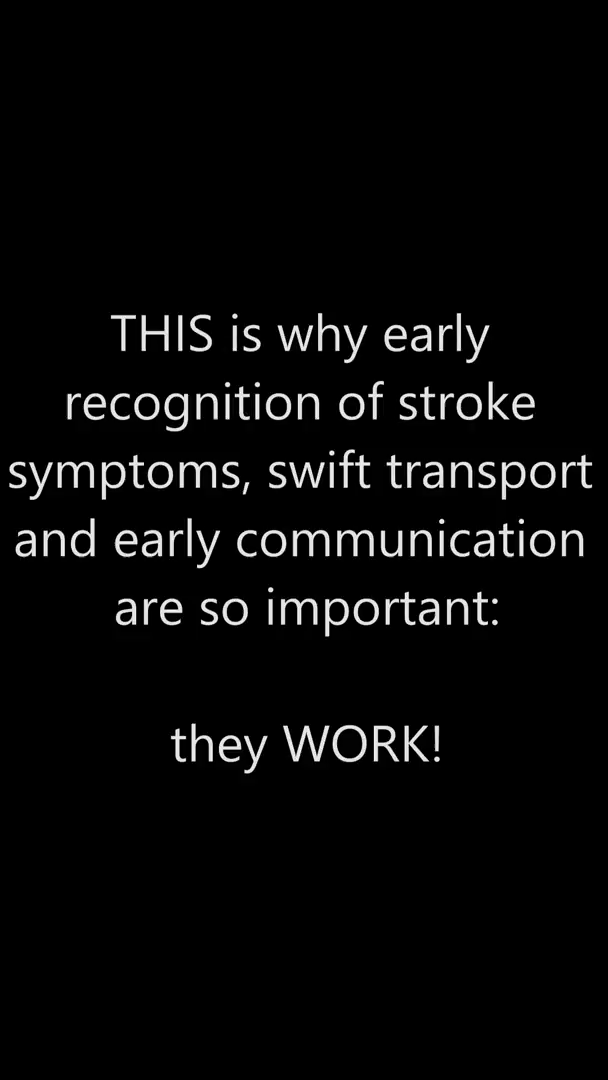 THIS is why early
recognition of stroke
symptoms, swift transport
and early communication
are so important:
they WORK!